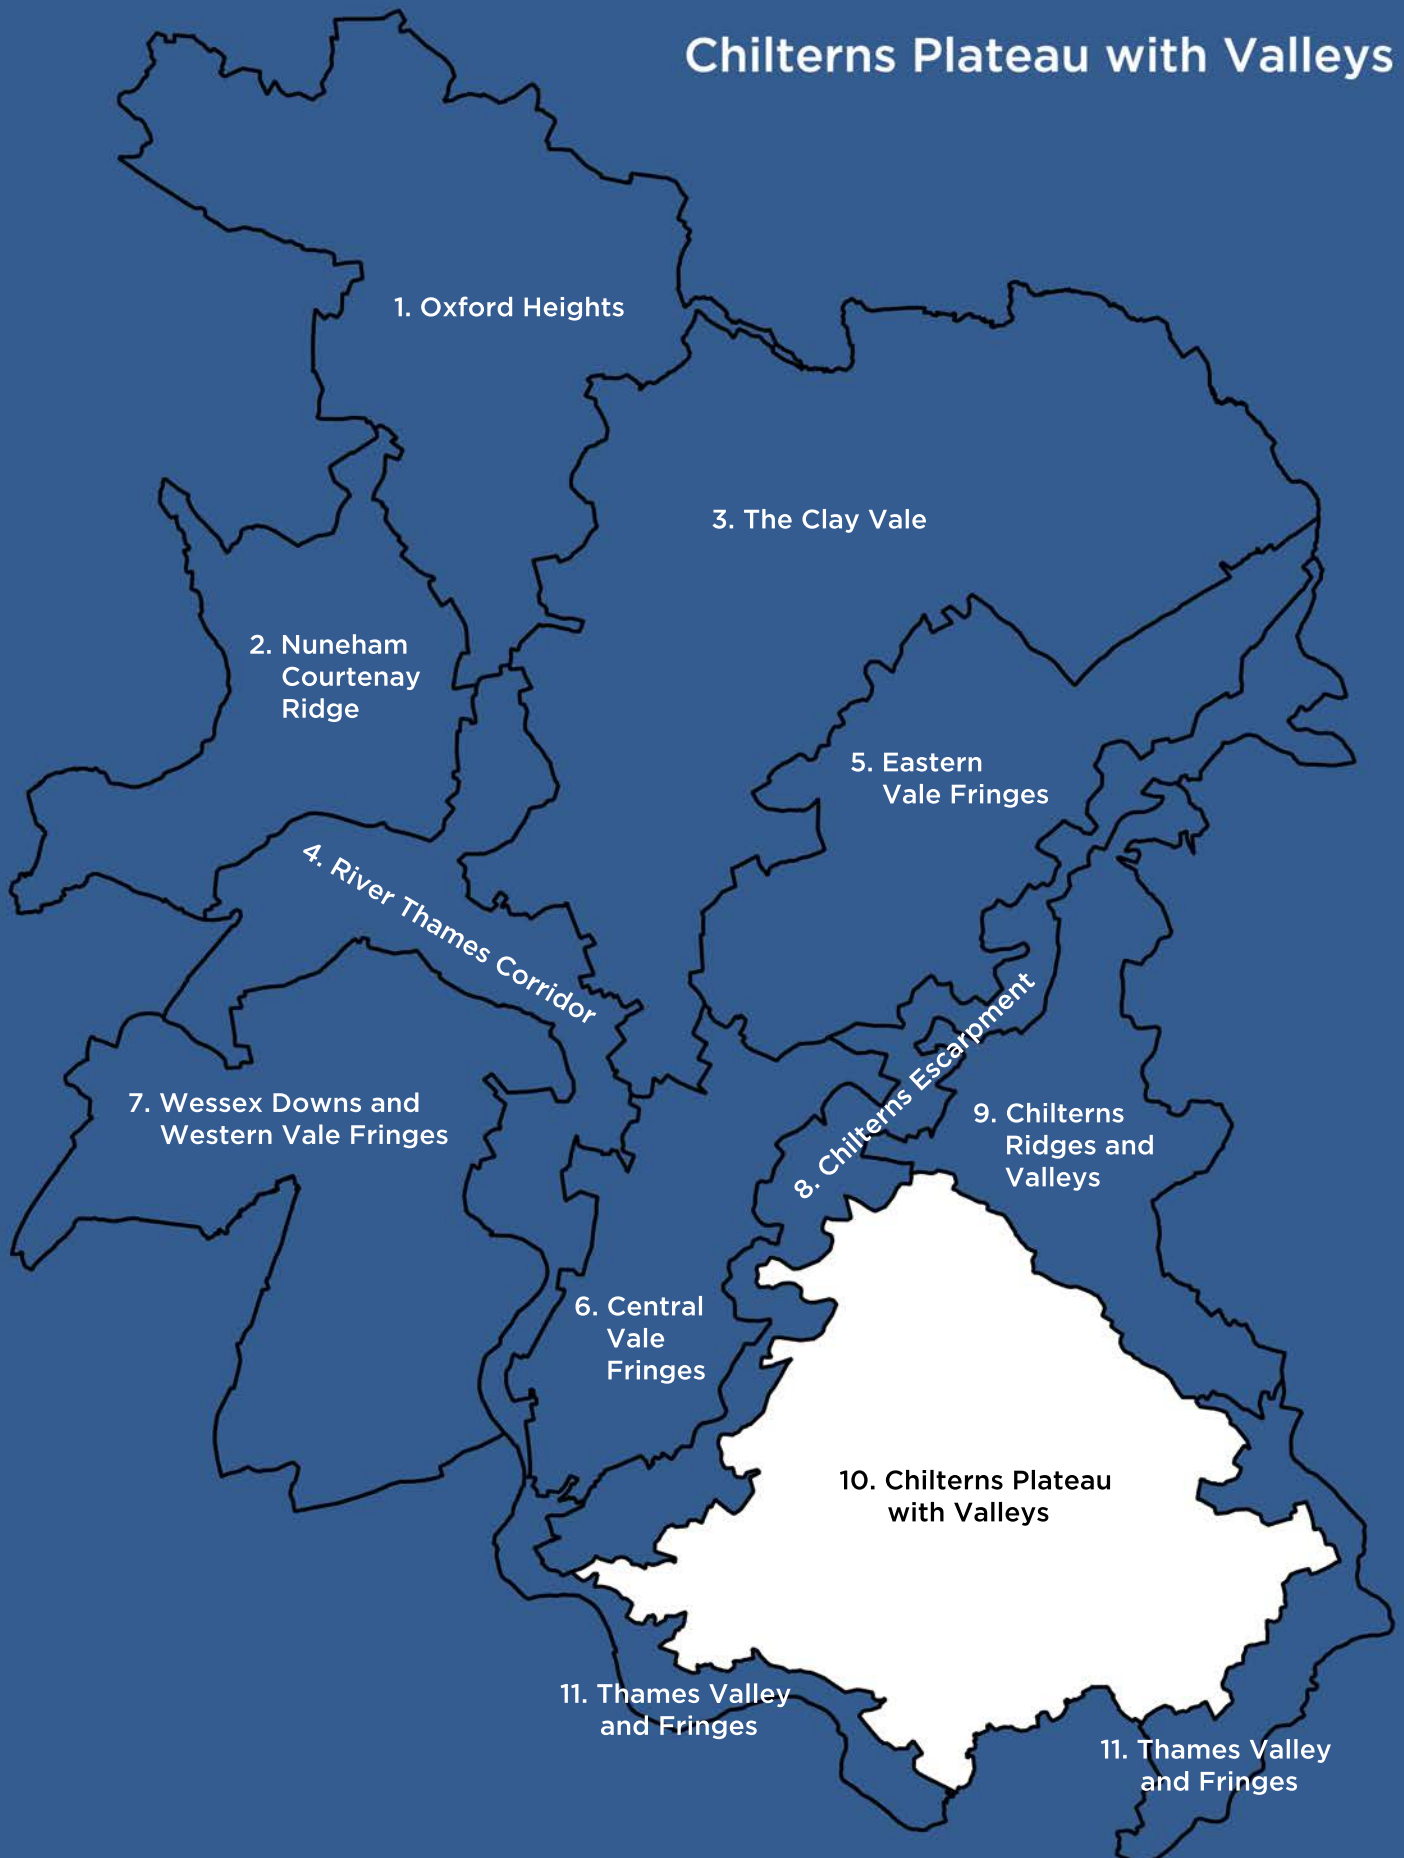 Chilterns Plateau with Valleys
1. Oxford Heights
3. The Clay Vale
2. Nuneham
Courtenay
Ridge
5. Eastern
Vale Fringes
4. River Thames Corridor
7. Wessex Downs and
Western Vale Fringes
8. Chilterns Escarpment
9. Chilterns
Ridges and
Valleys
6. Central
Vale
Fringes
10. Chilterns Plateau
with Valleys
11. Thames Valley
and Fringes
11. Thames Valley
and Fringes